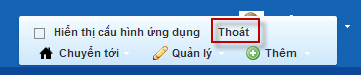 Hiển thị cấu hình ứng dụng Thoát
Chuyển tới Quản lý Thêm